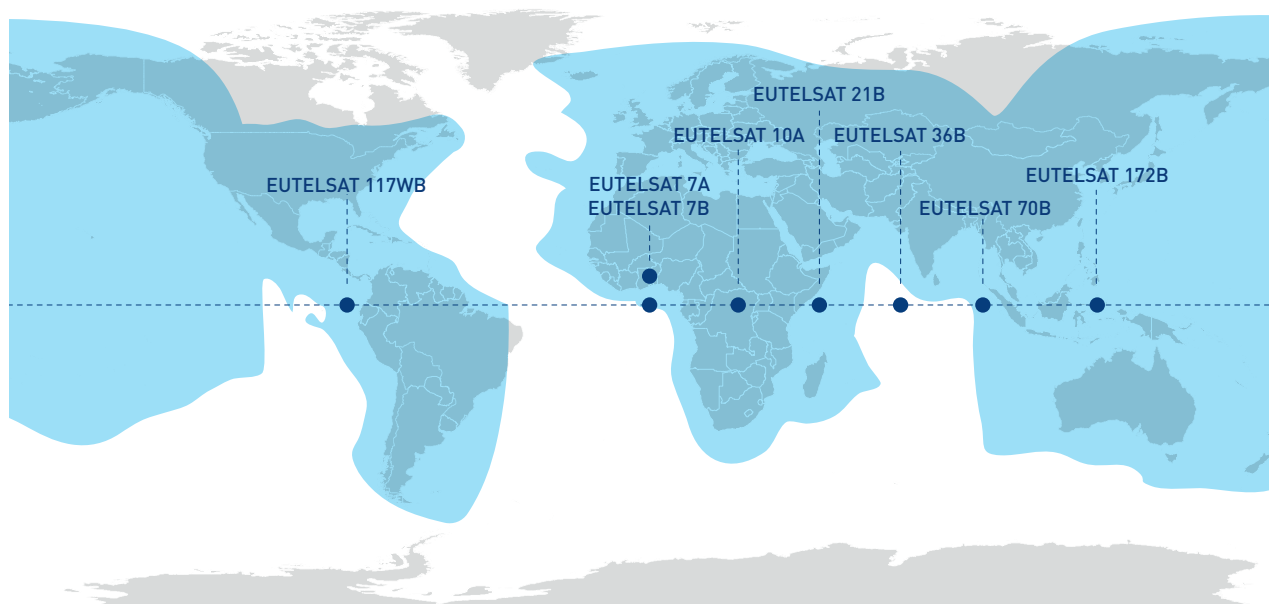 EUTELSAT 21B
EUTELSAT 10A
EUTELSAT 36B
EUTELSAT 117WB
EUTELSAT 7A
EUTELSAT 7B
EUTELSAT 172B
EUTELSAT 70B